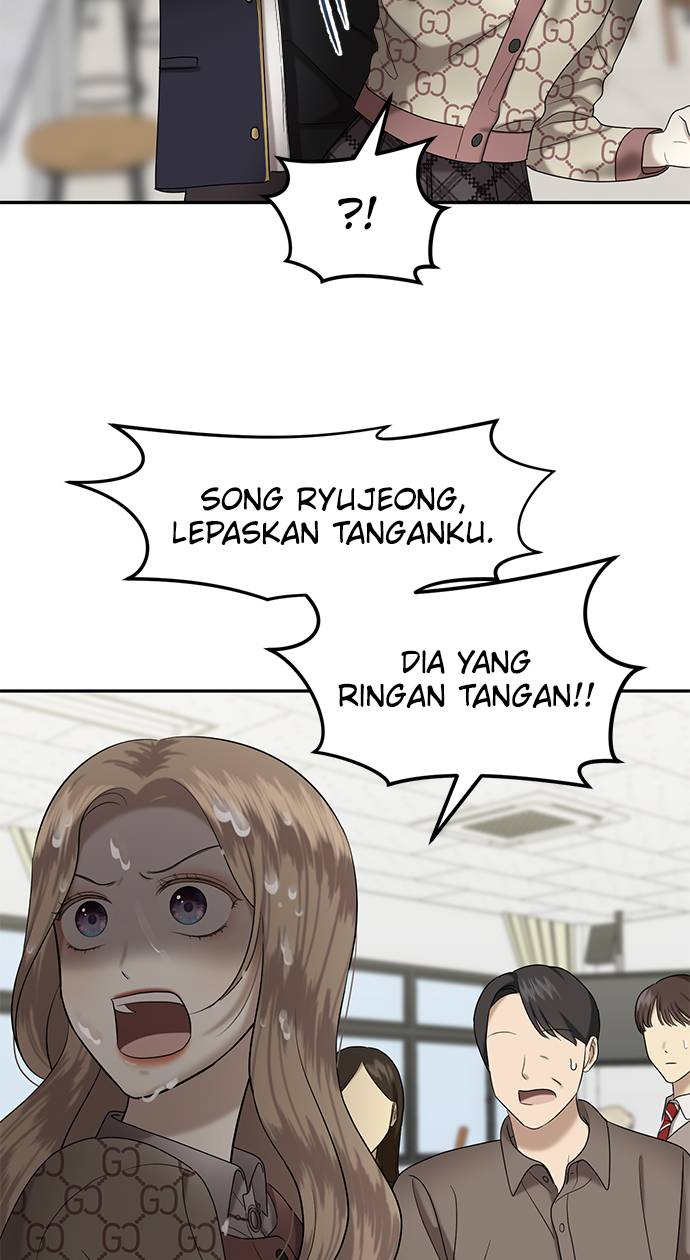 ?!
SONG RYUJEONG,
LEPASKAN TANGANKU.
DIA YANG
RINGAN TANGAN!!